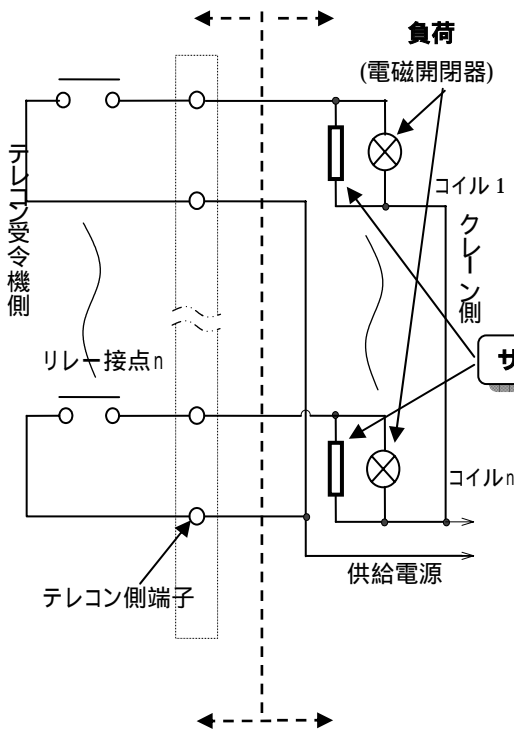 負荷
(電磁開閉器)
テレコン受令機側
コイル 1
クレーン側
サ
リレー接点n
コイルn
供給電源
テレコン側端子